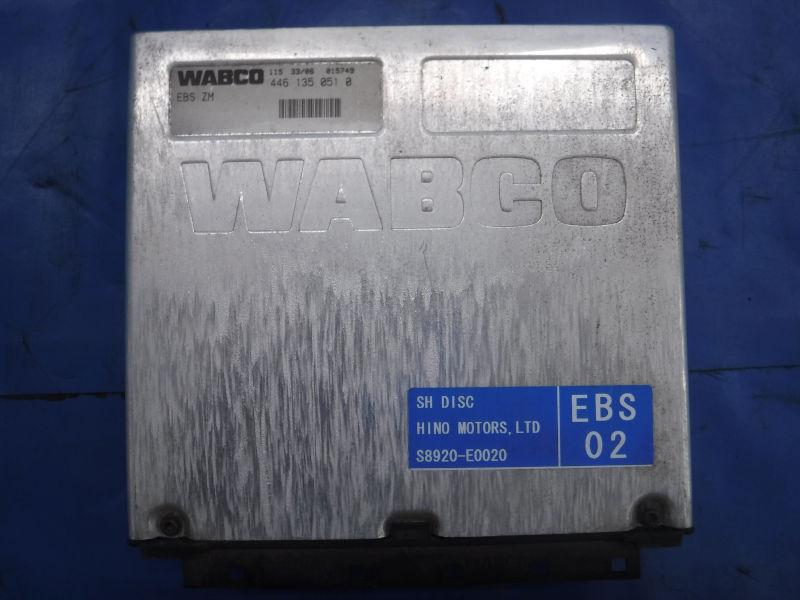 WABCO 115 33/06 015749
446 135 051 0
EBS ZM
WABCO
SH DISC
HINO MOTORS, LTD
S8920-E0020
EBS
02
WABCO